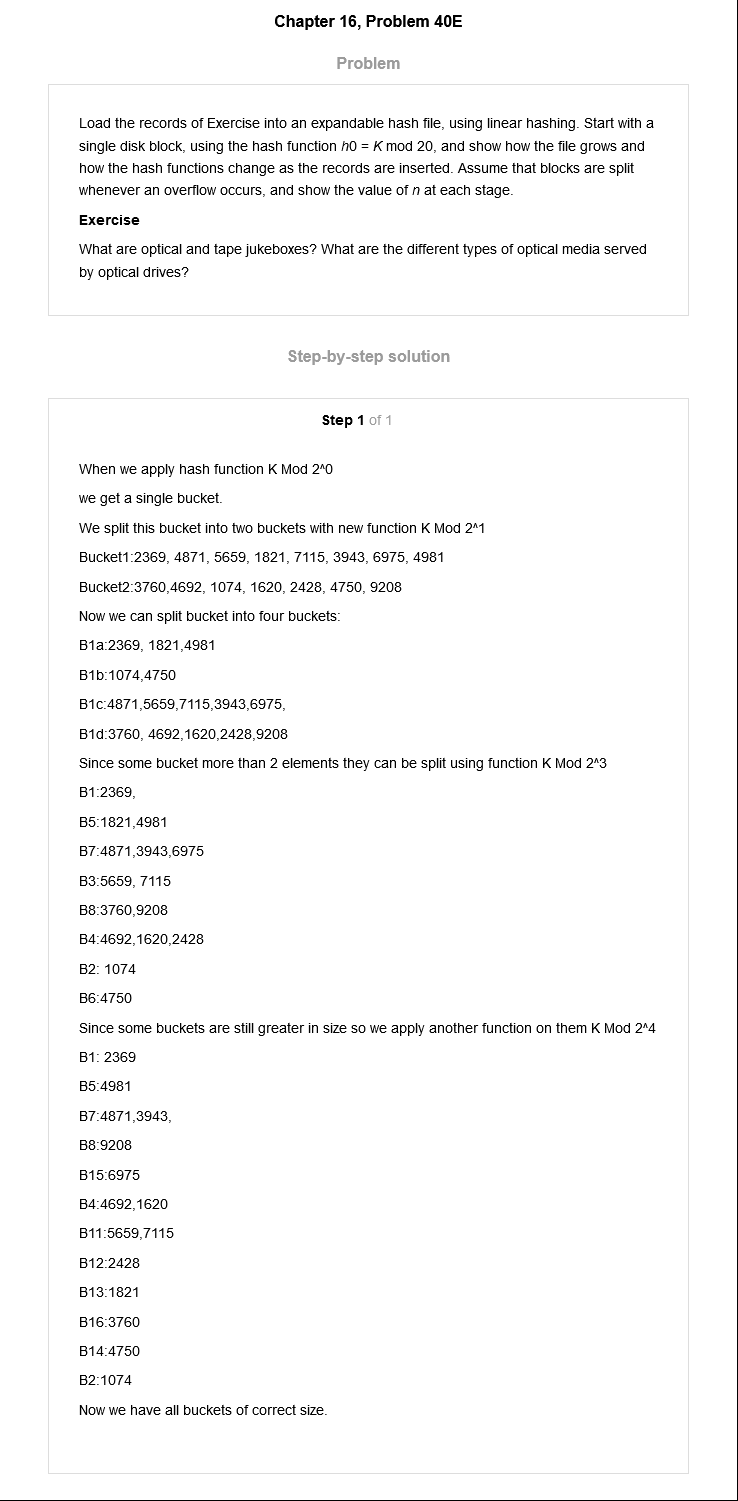 Chapter 16, Problem 40E
Problem
Load the records of Exercise into an expandable hash file, using linear hashing. Start with a
single disk block, using the hash function h0 = K mod 20, and show how the file grows and
how the hash functions change as the records are inserted. Assume that blocks are split
whenever an overflow occurs, and show the value of n at each stage.
Exercise
What are optical and tape jukeboxes? What are the different types of optical media served
by optical drives?
Step-by-step solution
Step 1 of 1
When we apply hash function K Mod 2^0
we get a single bucket.
We split this bucket into two buckets with new function K Mod 2^1
Bucket1:2369, 4871, 5659, 1821, 7115, 3943, 6975, 4981
Bucket2:3760,4692, 1074, 1620, 2428, 4750, 9208
Now we can split bucket into four buckets:
B1a:2369, 1821,4981
B1b:1074,4750
B1c:4871,5659,7115,3943,6975,
B1d:3760, 4692,1620,2428,9208
Since some bucket more than 2 elements they can be split using function K Mod 2^3
B1:2369,
B5:1821,4981
B7:4871,3943,6975
B3:5659, 7115
B8:3760,9208
B4:4692,1620,2428
B2: 1074
B6:4750
Since some buckets are still greater in size so we apply another function on them K Mod 2^4
B1: 2369
B5:4981
B7:4871,3943,
B8:9208
B15:6975
B4:4692,1620
B11:5659,7115
B12:2428
B13:1821
B16:3760
B14:4750
B2:1074
Now we have all buckets of correct size.